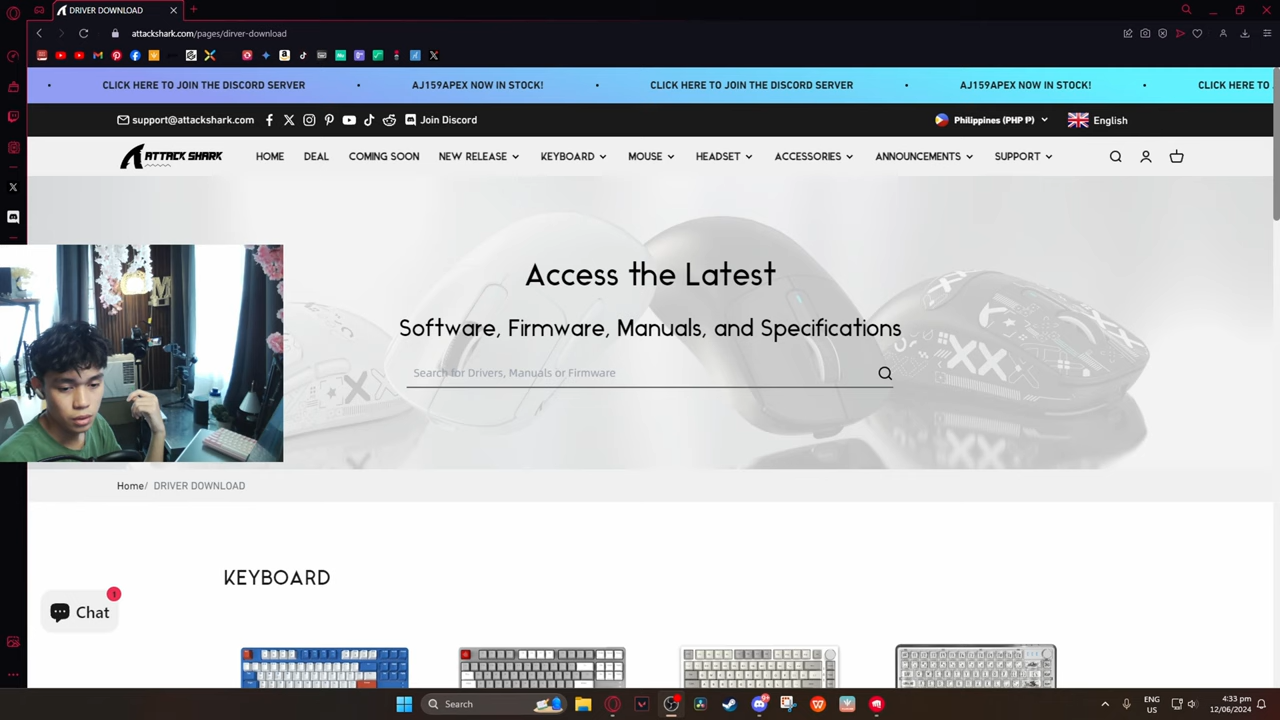 DRIVER DOWNLOAD
attackshark.com/pages/dirver-download
CLICK HERE TO JOIN THE DISCORD SERVER
AJ159APEX NOW IN STOCK!
CLICK HERE TO JOIN THE DISCORD SERVER
AJ159APEX NOW IN STOCK!
CLICK HERE TO
support@attackshark.com
Join Discord
Philippines (PHP ₱)
English
ATTACK SHARK
HOME
DEAL
COMING SOON
NEW RELEASE
KEYBOARD
MOUSE
HEADSET
ACCESSORIES
ANNOUNCEMENTS
SUPPORT
Access the Latest
Software, Firmware, Manuals, and Specifications
Search for Drivers, Manuals or Firmware
Home/ DRIVER DOWNLOAD
KEYBOARD
Chat
1
Search
ENG
US
4:33 pm
12/06/2024